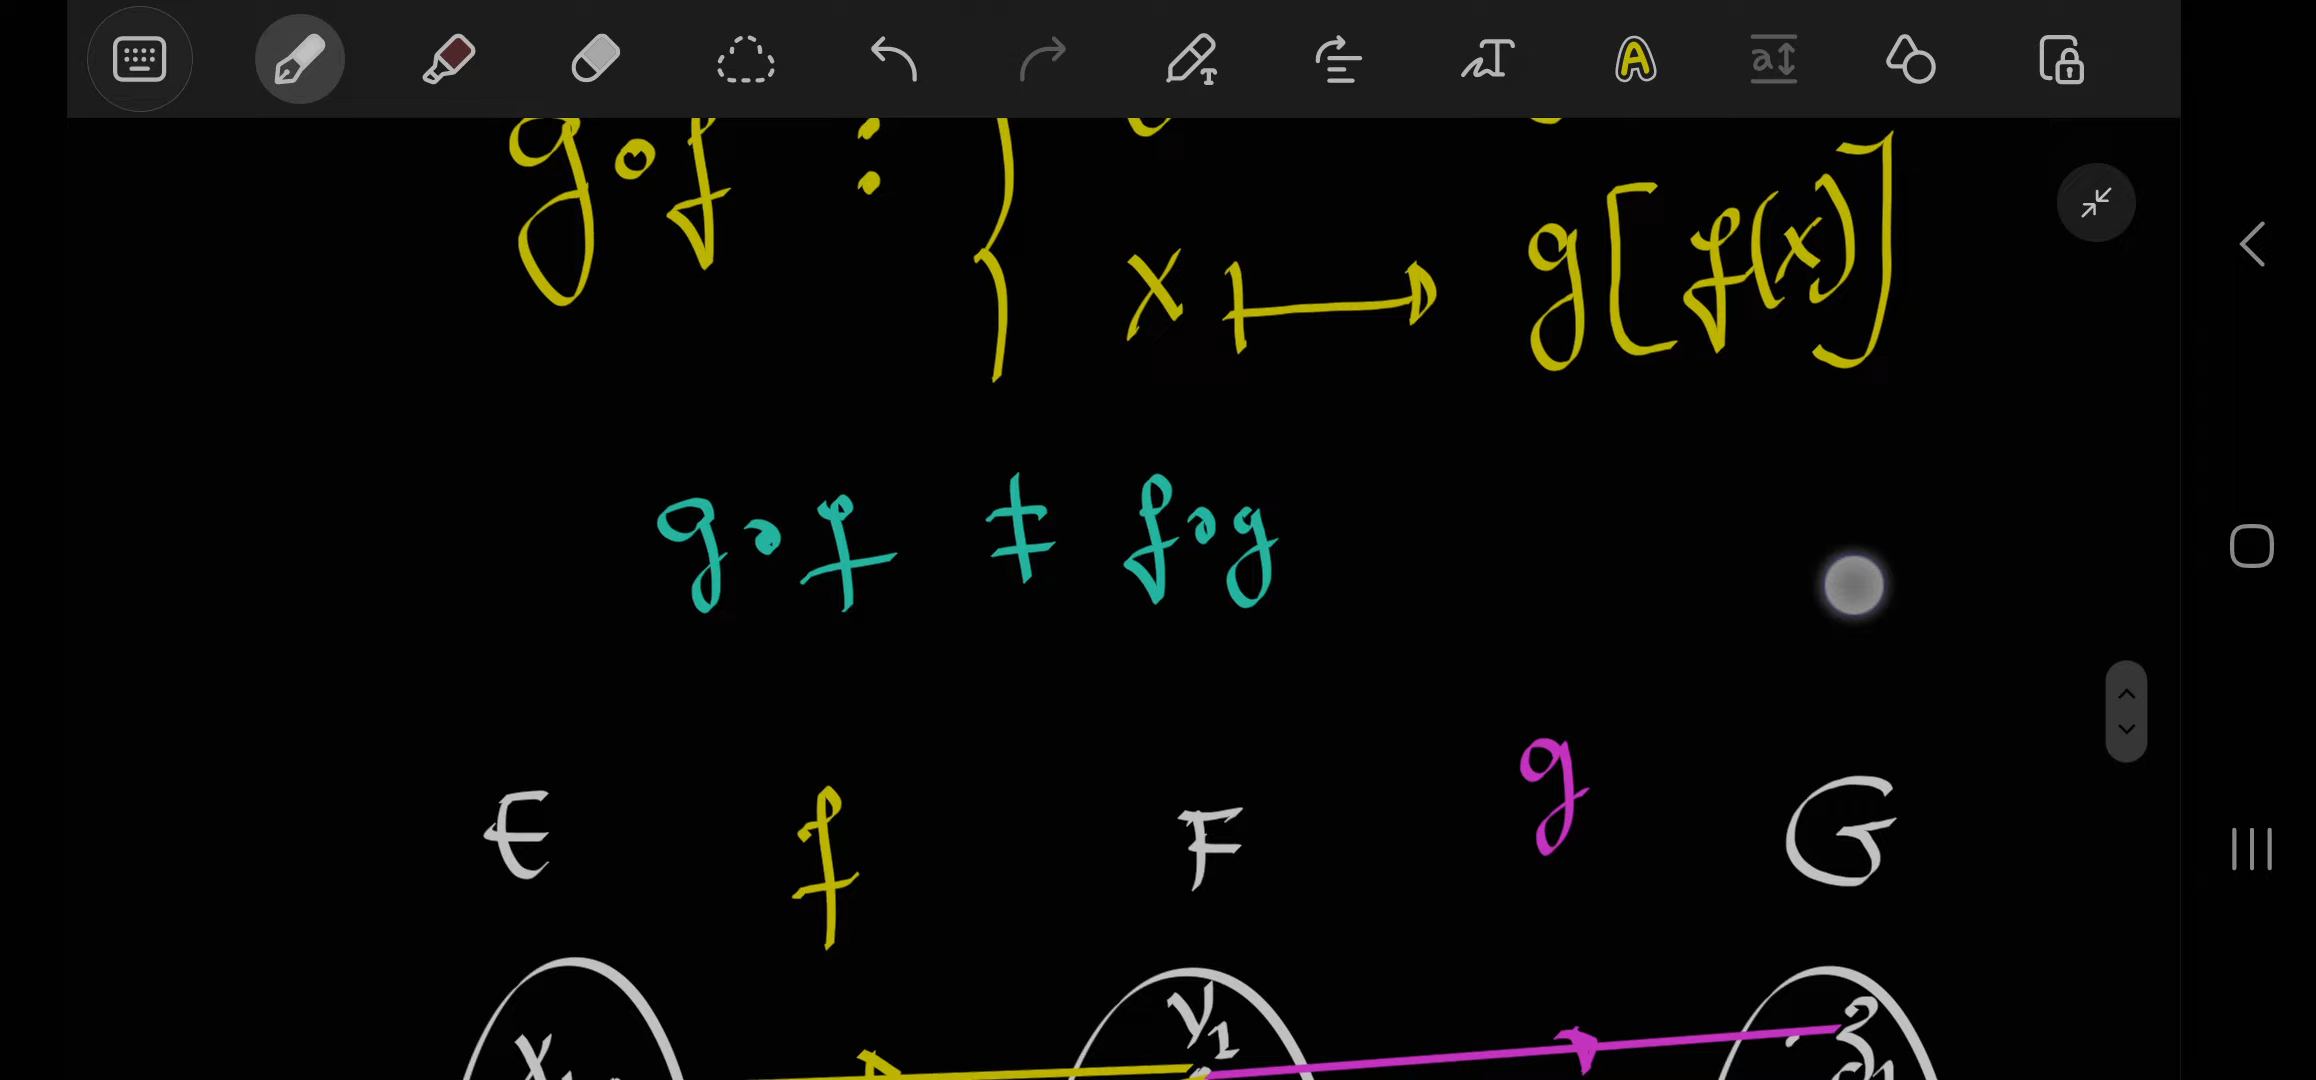 g∘f : { x ⟼ g[f(x)]
g∘f ≠ f∘g
E f F g G
y₁